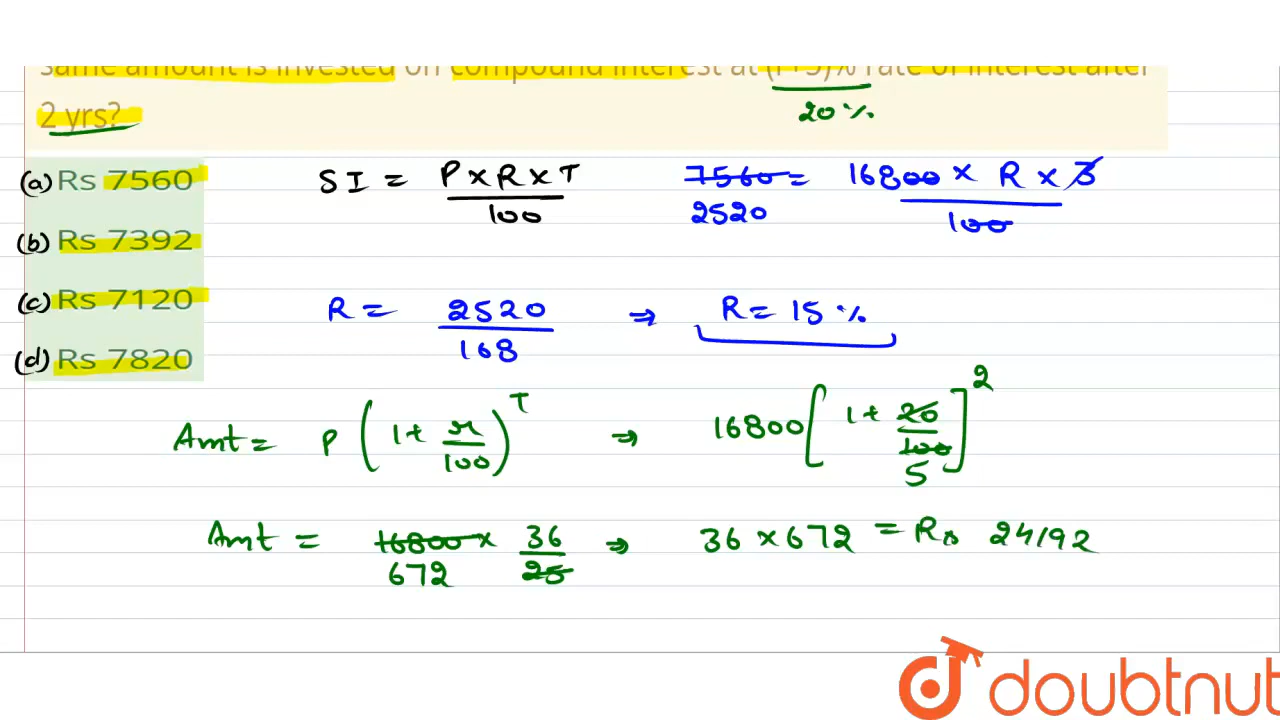 same amount is invested on compound interest at (r+5)% rate of interest after
20%
2 yrs?
(a) Rs 7560
(b) Rs 7392
(c) Rs 7120
(d) Rs 7820
SI = P×R×T/100
7560 = 16800 × R × 3/100
2520
R = 2520/168 → R = 15%
Amt = P(1+r/100)^T → 16800[1+20/100]^2
5
Amt = 16800 × 36/25 → 36×672 = Rs 24192
672
doubtnut